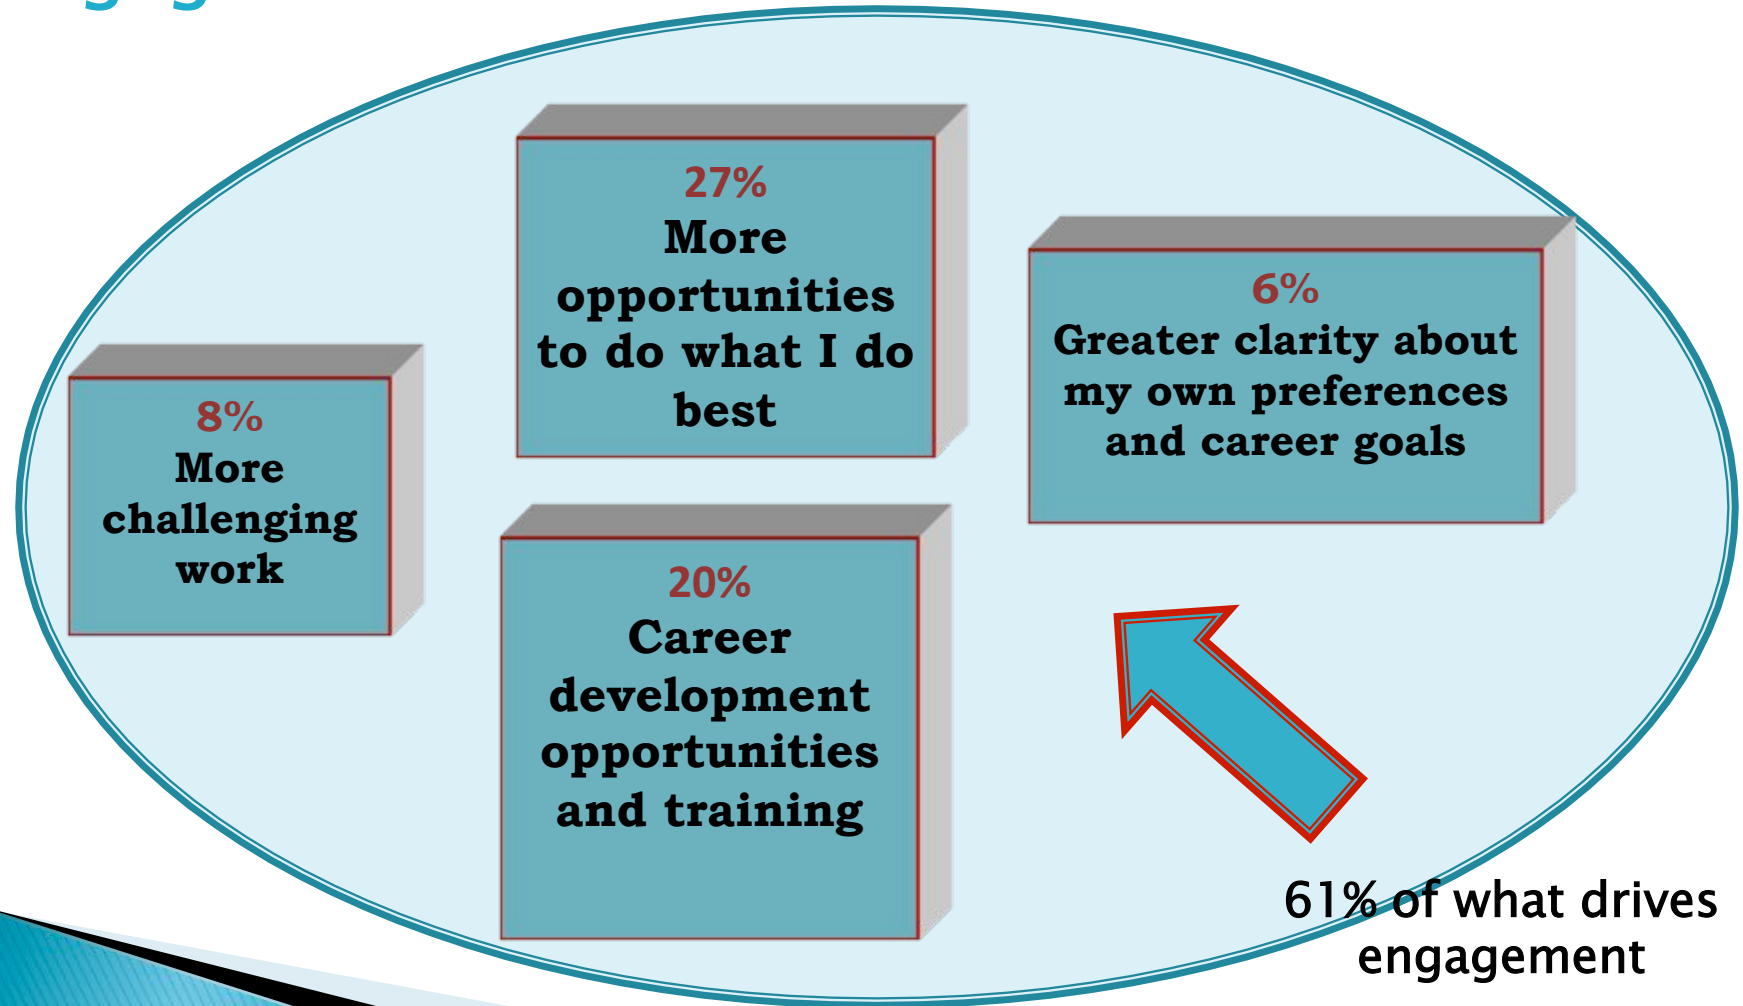 27%
More
opportunities
to do what I do
best
6%
Greater clarity about
my own preferences
and career goals
8%
More
challenging
work
20%
Career
development
opportunities
and training
61% of what drives
engagement